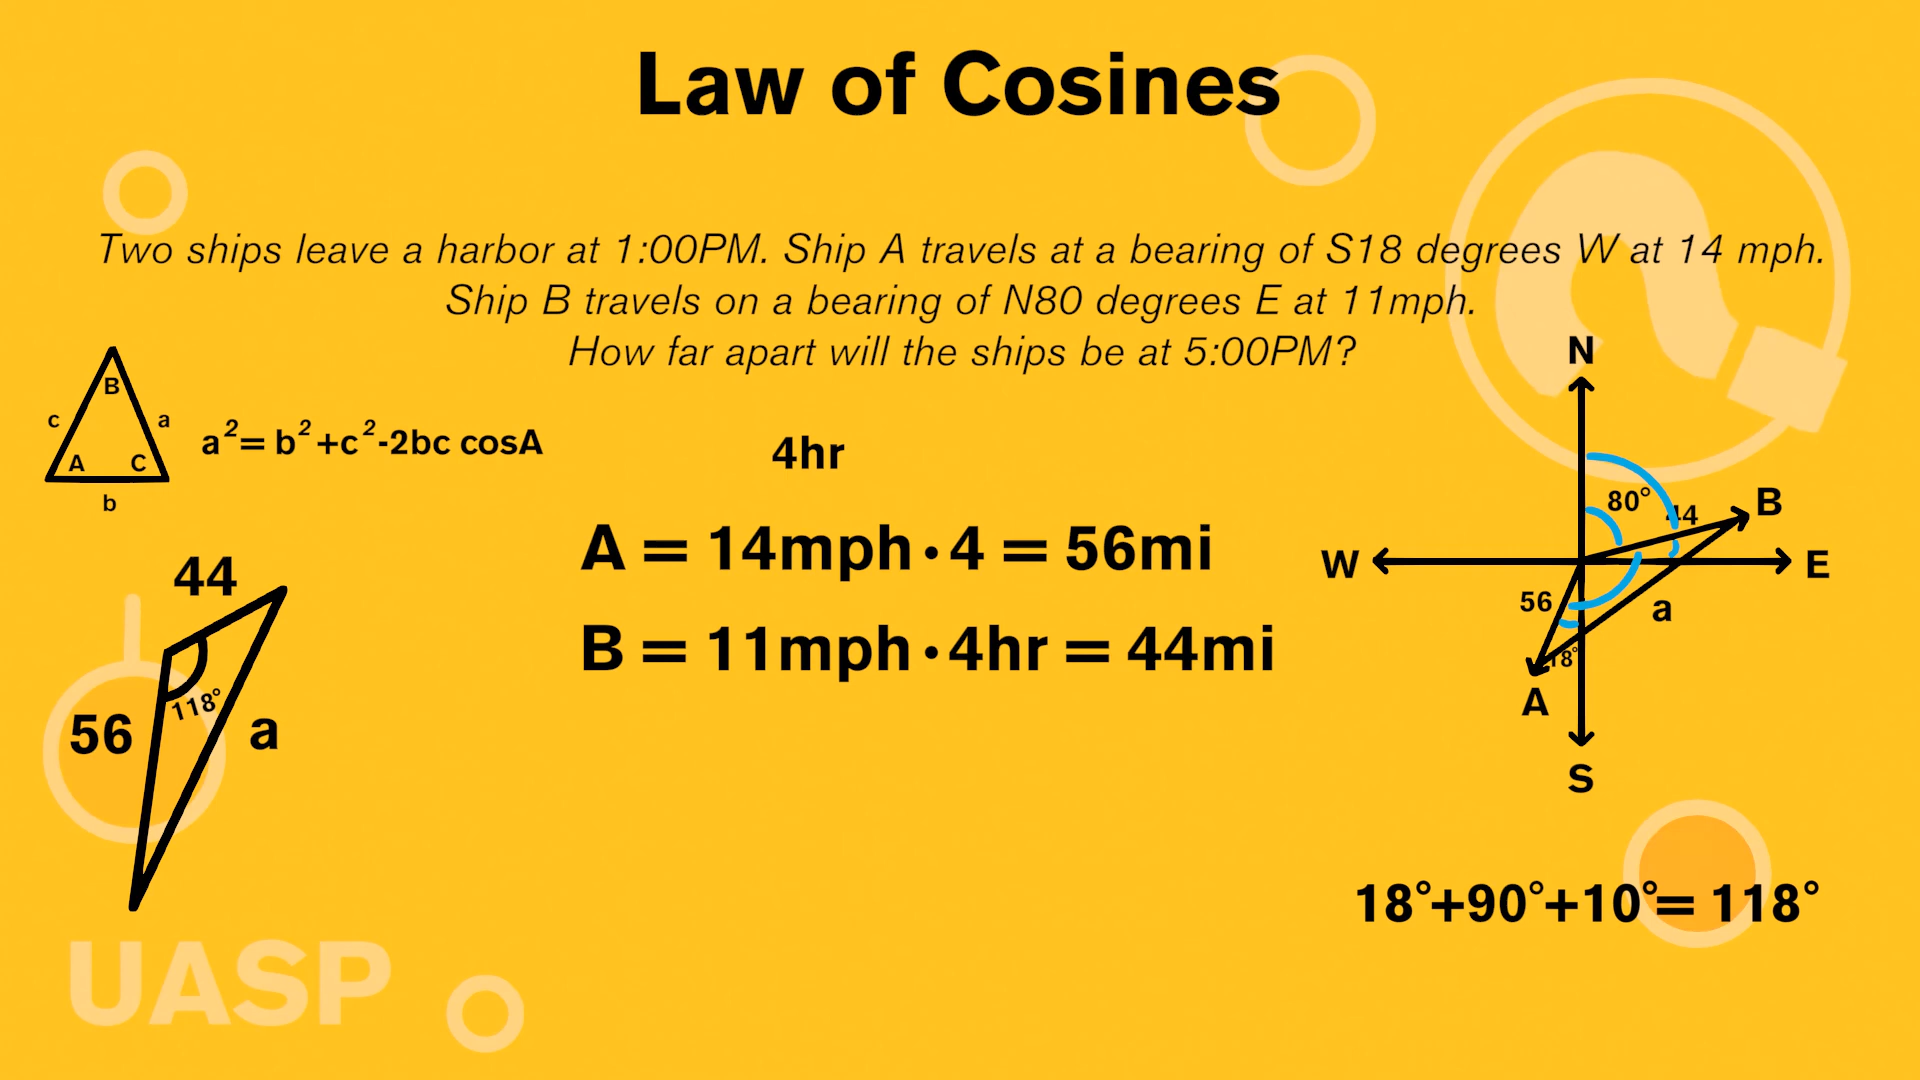 Law of Cosines
Two ships leave a harbor at 1:00PM. Ship A travels at a bearing of S18 degrees W at 14 mph.
Ship B travels on a bearing of N80 degrees E at 11mph.
How far apart will the ships be at 5:00PM?
B
c
a
A
C
b
a²= b²+c²-2bc cosA
4hr
A = 14mph·4 = 56mi
B = 11mph·4hr = 44mi
44
56
118°
a
N
80°
44
B
W
E
56
a
18°
A
S
18°+90°+10°= 118°
UASP